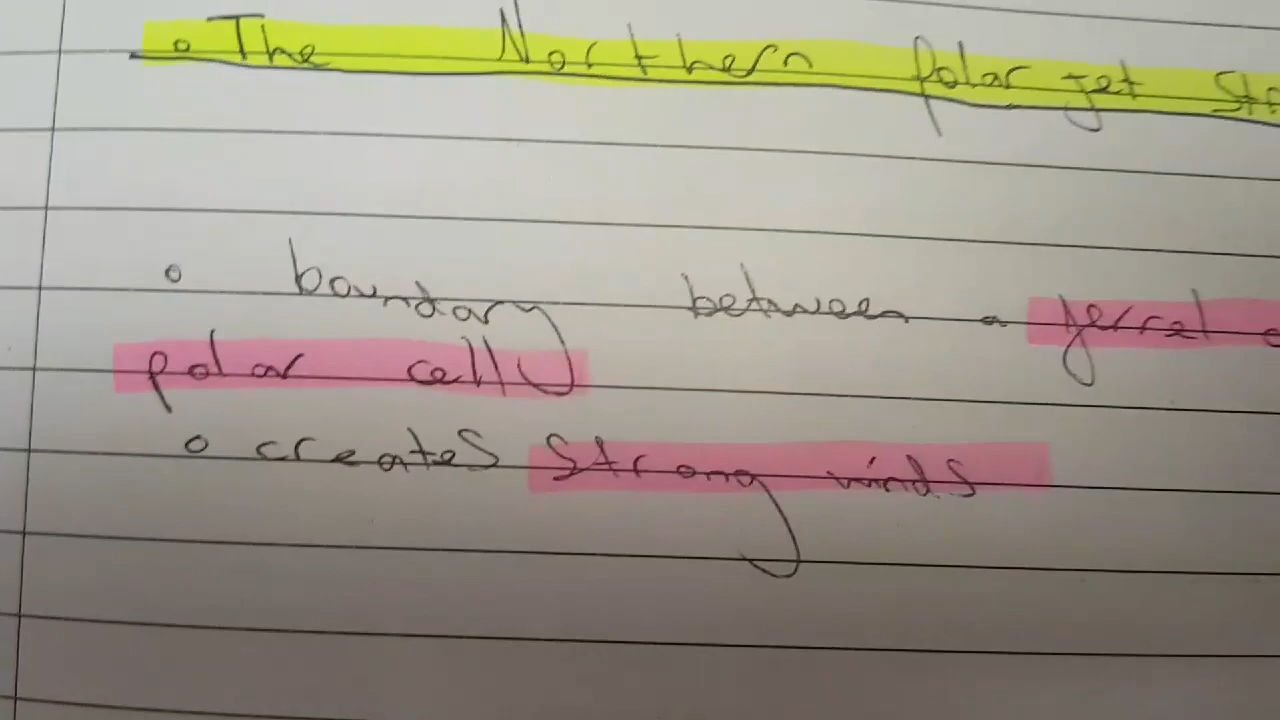 The Northern Polar jet
boundary between a ferrel
polar cell
creates strong winds